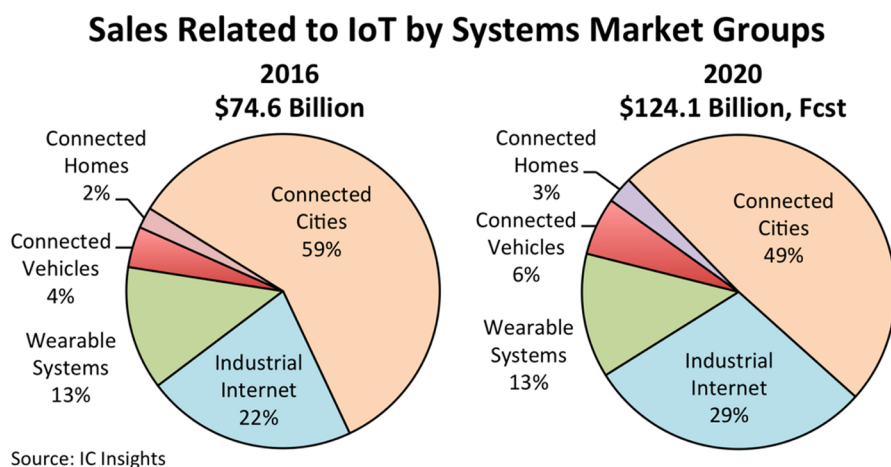 Sales Related to IoT by Systems Market Groups
2016
$74.6 Billion
Connected
Homes
2%
Connected
Cities
59%
Connected
Vehicles
4%
Wearable
Systems
13%
Industrial
Internet
22%
2020
$124.1 Billion, Fcst
Connected
Homes
3%
Connected
Cities
49%
Connected
Vehicles
6%
Wearable
Systems
13%
Industrial
Internet
29%
Source: IC Insights